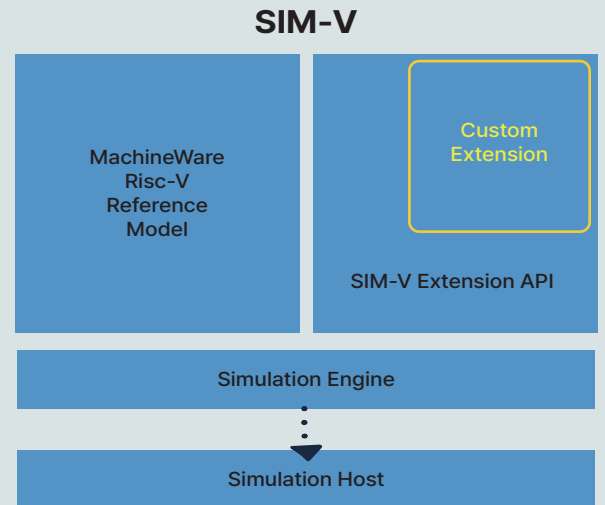 SIM-V
MachineWare
Risc-V
Reference
Model
Custom
Extension
SIM-V Extension API
Simulation Engine
Simulation Host